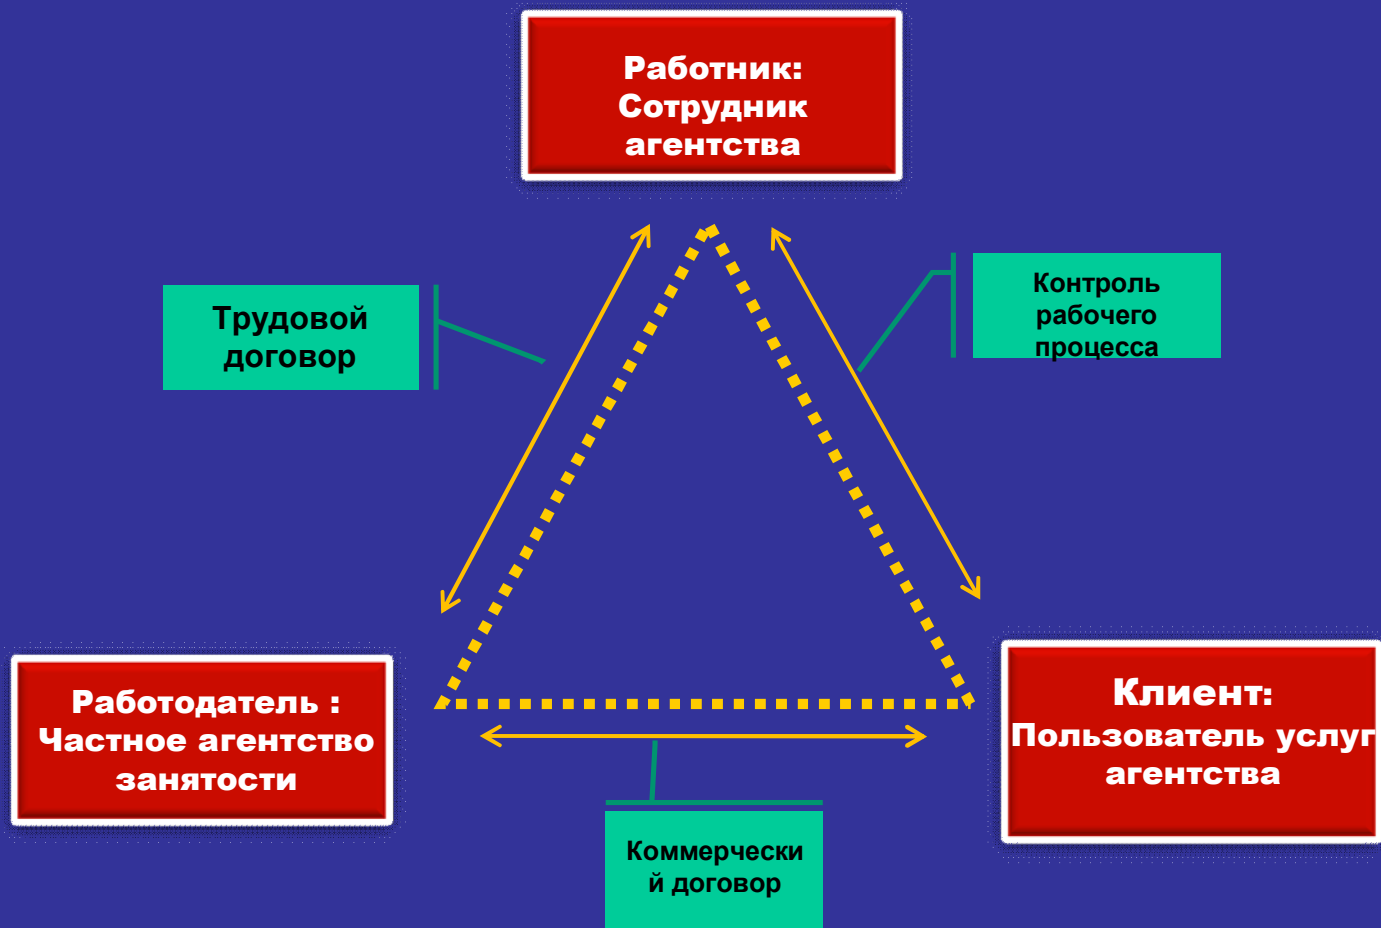 Работник:
Сотрудник
агентства
Трудовой
договор
Контроль
рабочего
процесса
Работодатель :
Частное агентство
занятости
Клиент:
Пользователь услуг
агентства
Коммерчески
й договор